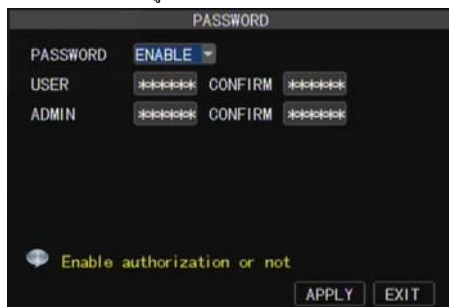 PASSWORD
PASSWORD ENABLE
USER ****** CONFIRM ******
ADMIN ****** CONFIRM ******
Enable authorization or not
APPLY EXIT